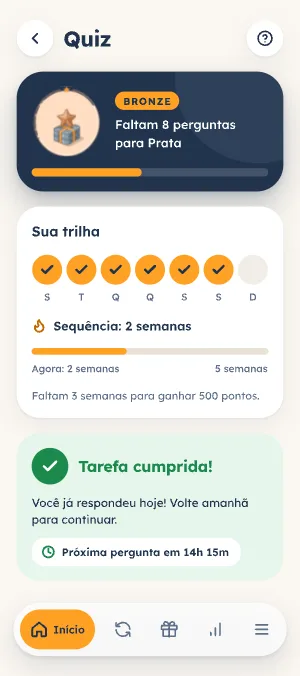 Quiz
BRONZE
Faltam 8 perguntas
para Prata
Sua trilha
S T Q Q S S D
Sequência: 2 semanas
Agora: 2 semanas 5 semanas
Faltam 3 semanas para ganhar 500 pontos.
Tarefa cumprida!
Você já respondeu hoje! Volte amanhã
para continuar.
Próxima pergunta em 14h 15m
Início